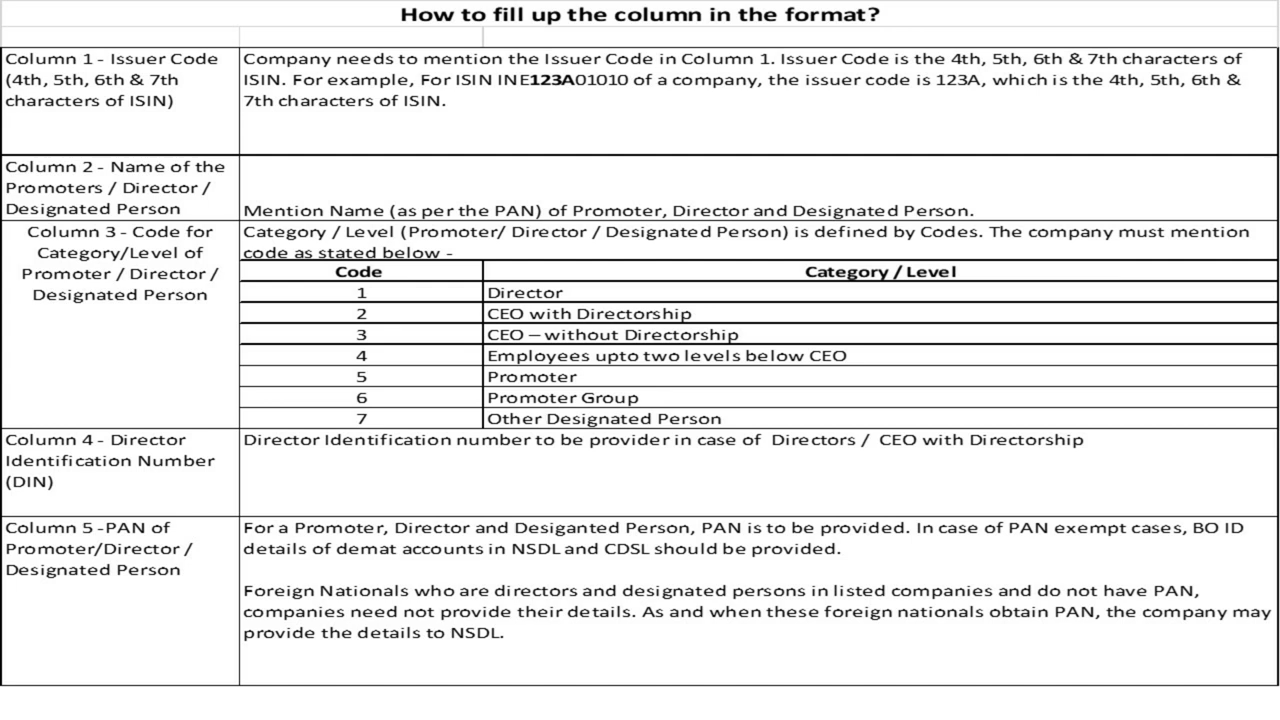 How to fill up the column in the format?
Column 1 - Issuer Code
(4th, 5th, 6th & 7th
characters of ISIN)
Company needs to mention the Issuer Code in Column 1. Issuer Code is the 4th, 5th, 6th & 7th characters of
ISIN. For example, For ISIN INE123A01010 of a company, the issuer code is 123A, which is the 4th, 5th, 6th &
7th characters of ISIN.
Column 2 - Name of the
Promoters / Director /
Designated Person
Mention Name (as per the PAN) of Promoter, Director and Designated Person.
Column 3 - Code for
Category/Level of
Promoter / Director /
Designated Person
Category / Level (Promoter/ Director / Designated Person) is defined by Codes. The company must mention
code as stated below -
Code Category / Level
1 Director
2 CEO with Directorship
3 CEO – without Directorship
4 Employees upto two levels below CEO
5 Promoter
6 Promoter Group
7 Other Designated Person
Column 4 - Director
Identification Number
(DIN)
Director Identification number to be provider in case of Directors / CEO with Directorship
Column 5 -PAN of
Promoter/Director /
Designated Person
For a Promoter, Director and Desiganted Person, PAN is to be provided. In case of PAN exempt cases, BO ID
details of demat accounts in NSDL and CDSL should be provided.
Foreign Nationals who are directors and designated persons in listed companies and do not have PAN,
companies need not provide their details. As and when these foreign nationals obtain PAN, the company may
provide the details to NSDL.